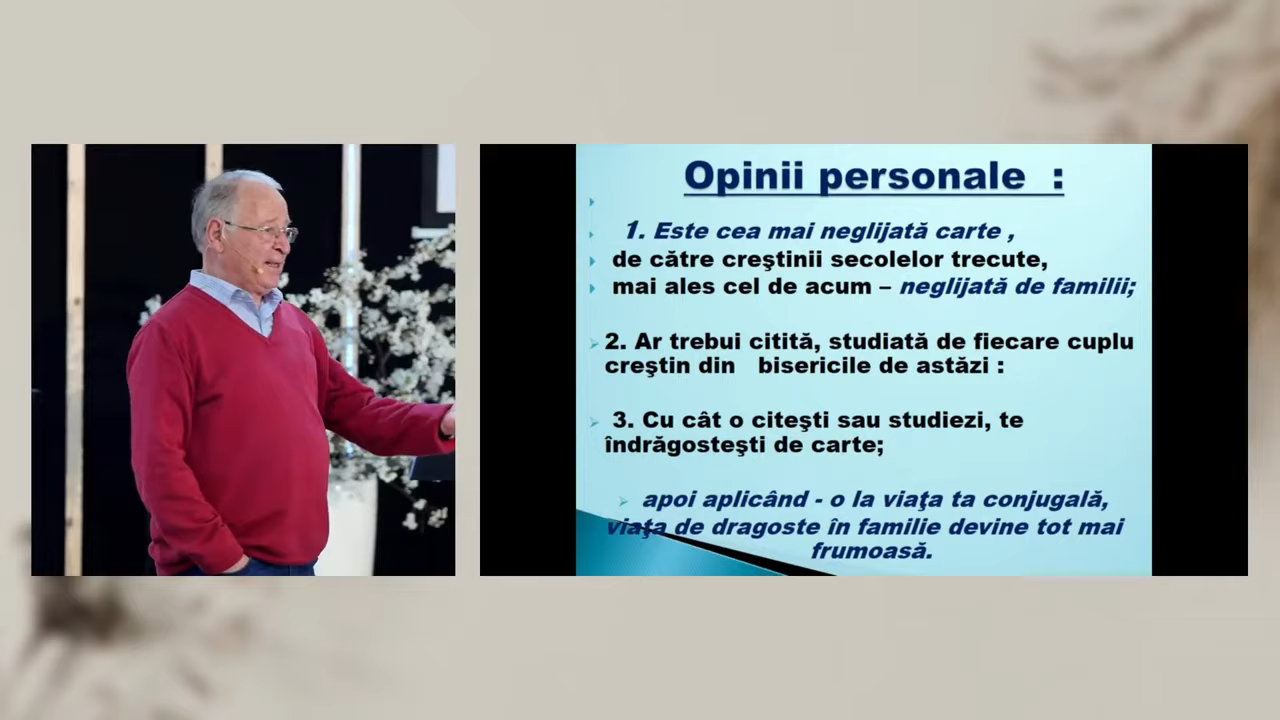 Opinii personale :
1. Este cea mai neglijată carte ,
de către creştinii secolelor trecute,
mai ales cel de acum – neglijată de familii;
2. Ar trebui citită, studiată de fiecare cuplu
creştin din bisericile de astăzi :
3. Cu cât o citeşti sau studiezi, te
îndrăgosteşti de carte;
apoi aplicând - o la viaţa ta conjugală,
viaţa de dragoste în familie devine tot mai
frumoasă.